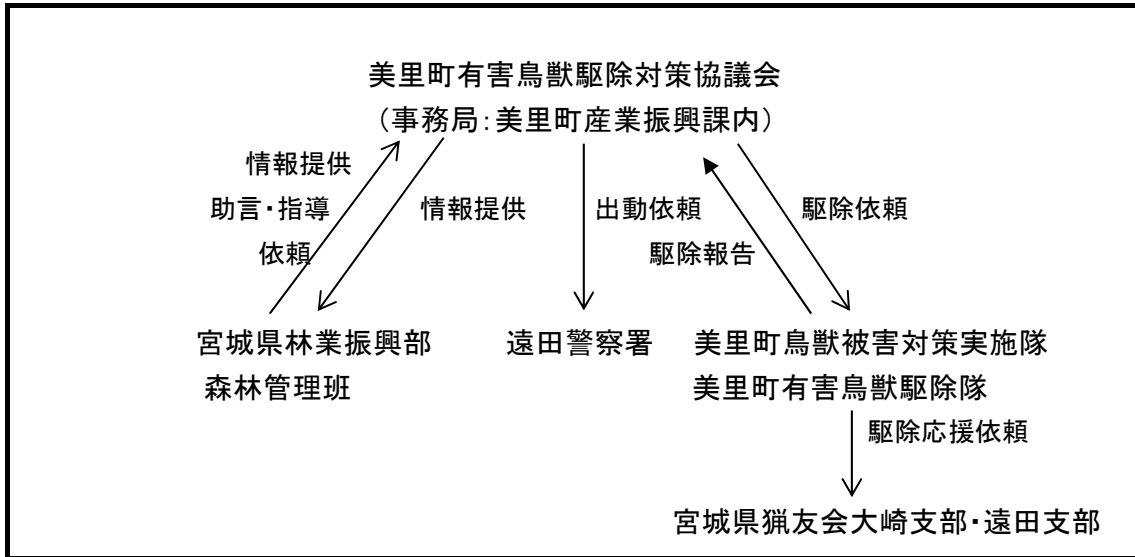 美里町有害鳥獣駆除対策協議会
（事務局：美里町産業振興課内）
情報提供
助言・指導
依頼
情報提供
出動依頼
駆除報告
駆除依頼
宮城県林業振興部
森林管理班
遠田警察署
美里町鳥獣被害対策実施隊
美里町有害鳥獣駆除隊
駆除応援依頼
宮城県猟友会大崎支部・遠田支部